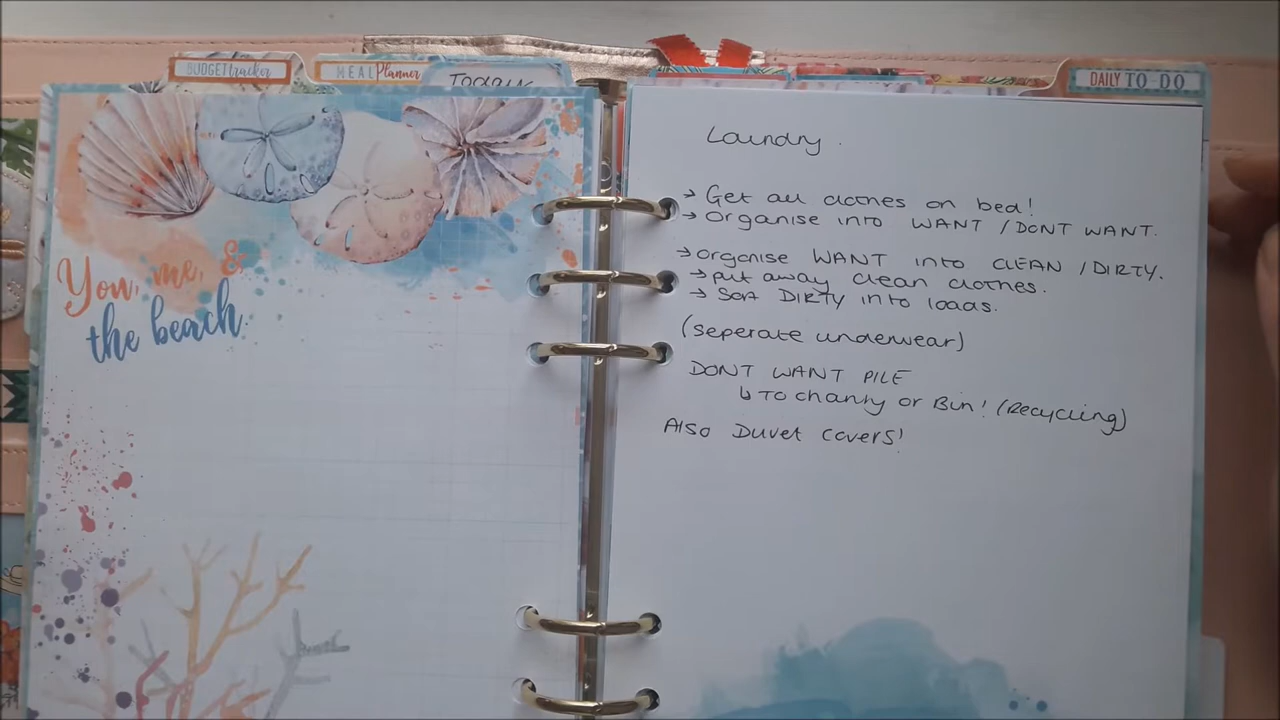 BUDGET tracker
MEAL Planner
Today
DAILY TO-DO
You, me, &
the beach
Laundry.
→ Get all clothes on bed!
→ Organise into WANT / DONT WANT.
→ organise WANT into CLEAN / DIRTY.
→ put away clean clothes.
→ Sort DIRTY into loads.
(seperate underwear)
DONT WANT PILE
↳ To charity or Bin! (Recycling)
Also Duvet covers!